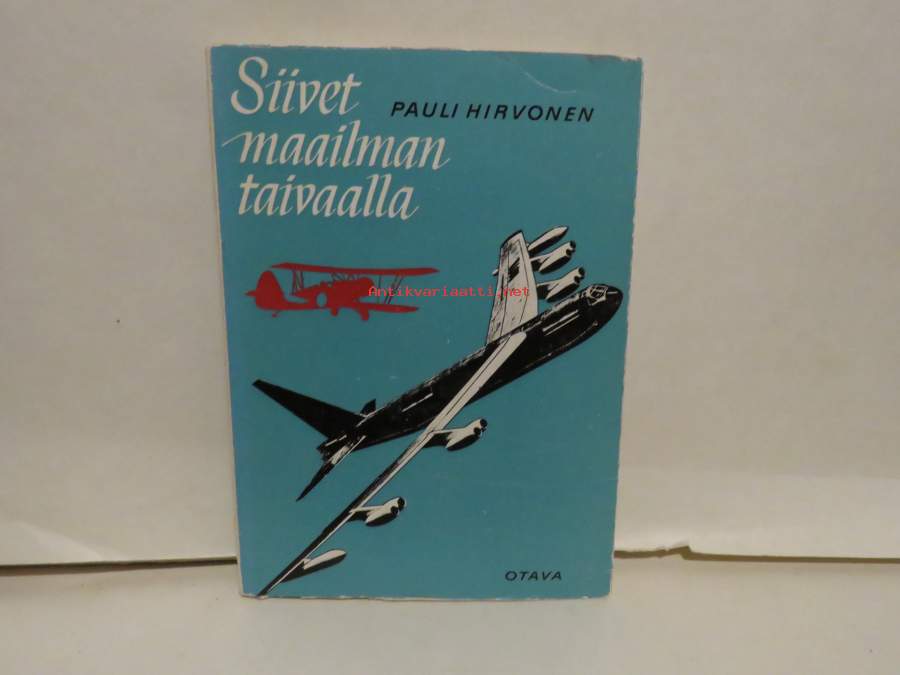 Siivet
PAULI HIRVONEN
maailman
taivaalla
Antikvariaatti.net
OTAVA